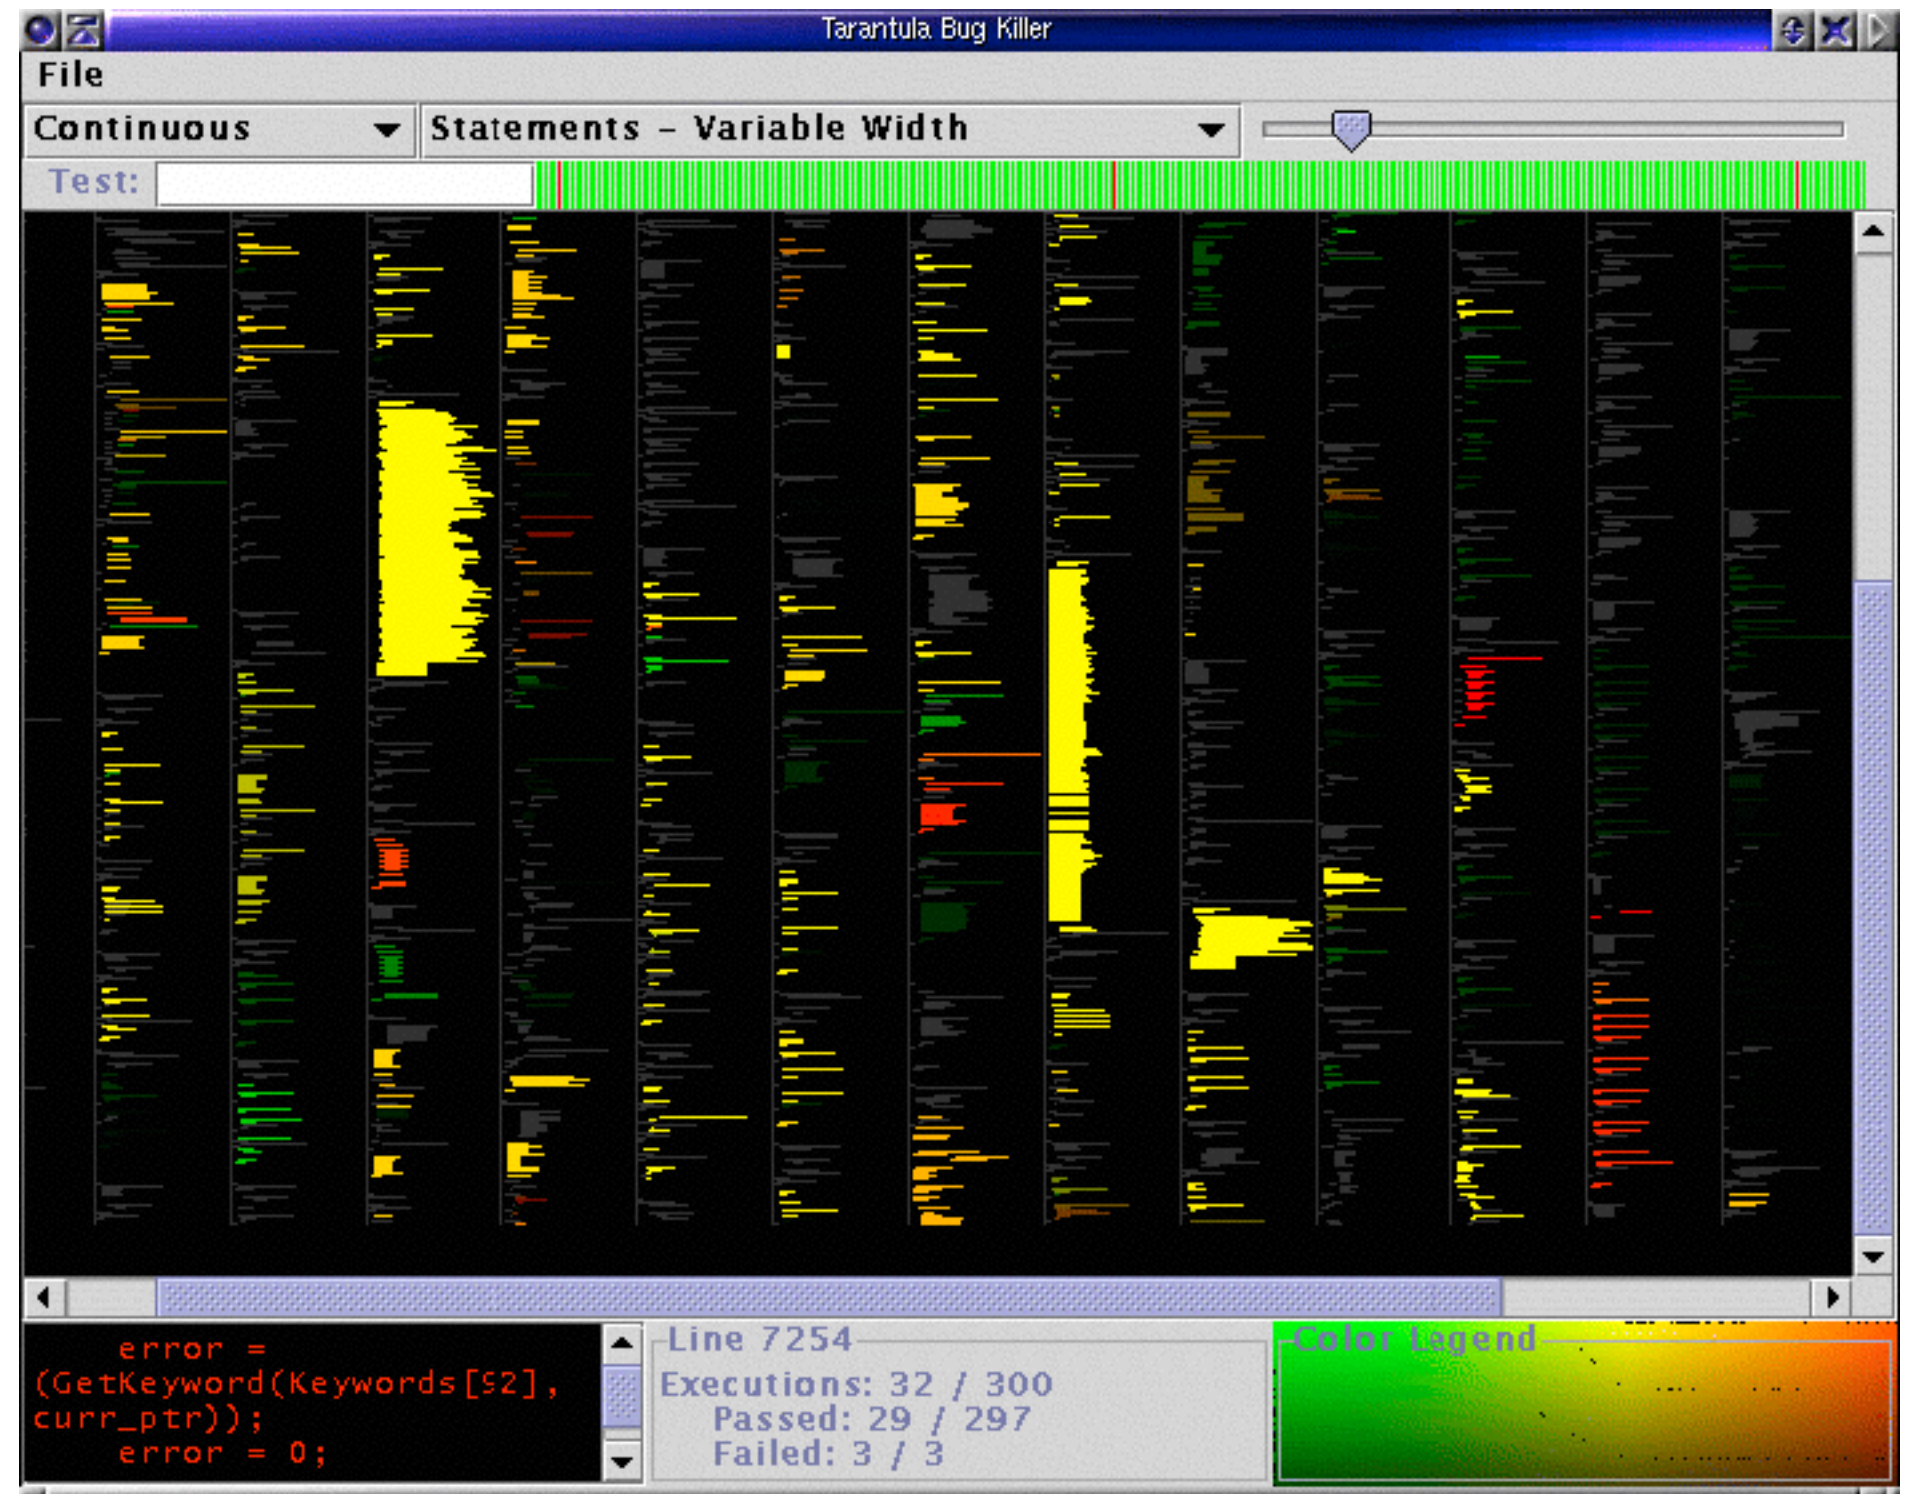 Tarantula Bug Killer
File
Continuous
Statements - Variable Width
Test:
error =
(GetKeyword(Keywords[92],
curr_ptr));
error = 0;
Line 7254
Executions: 32 / 300
Passed: 29 / 297
Failed: 3 / 3
Color Legend